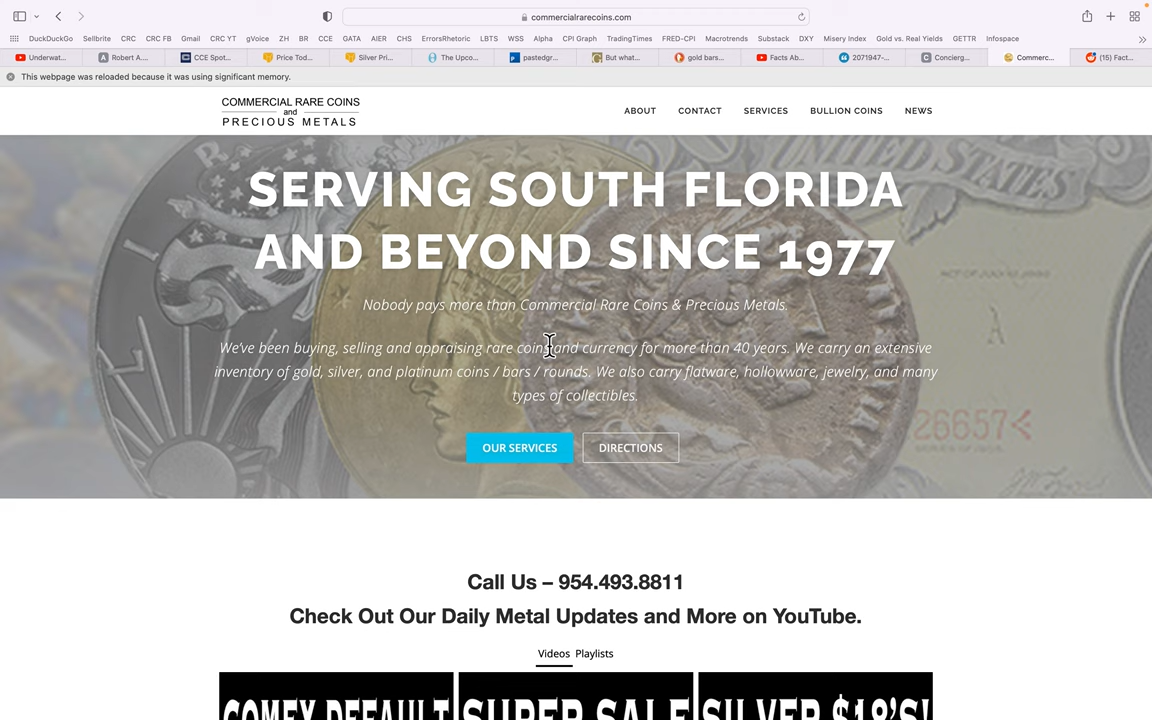 commercialrarecoins.com
DuckDuckGo Sellbrite CRC CRC FB Gmail CRC YT gVoice ZH BR CCE GATA AIER CHS ErrorsRhetoric LBTS WSS Alpha CPI Graph TradingTimes FRED-CPI Macrotrends Substack DXY Misery Index Gold vs. Real Yields GETTR Infospace
Underwat... Robert A.... CCE Spot... Price Tod... Silver Pri... The Upco... pastedgr... But what... gold bars... Facts Ab... 2071947-... Concierg... Commerc... (15) Fact...
This webpage was reloaded because it was using significant memory.
COMMERCIAL RARE COINS
and
PRECIOUS METALS
ABOUT CONTACT SERVICES BULLION COINS NEWS
SERVING SOUTH FLORIDA
AND BEYOND SINCE 1977
Nobody pays more than Commercial Rare Coins & Precious Metals.
We've been buying, selling and appraising rare coins and currency for more than 40 years. We carry an extensive
inventory of gold, silver, and platinum coins / bars / rounds. We also carry flatware, hollowware, jewelry, and many
types of collectibles.
26657
OUR SERVICES DIRECTIONS
Call Us – 954.493.8811
Check Out Our Daily Metal Updates and More on YouTube.
Videos Playlists
COMEX DEFAULT SUPER SALE SILVER $18'S!